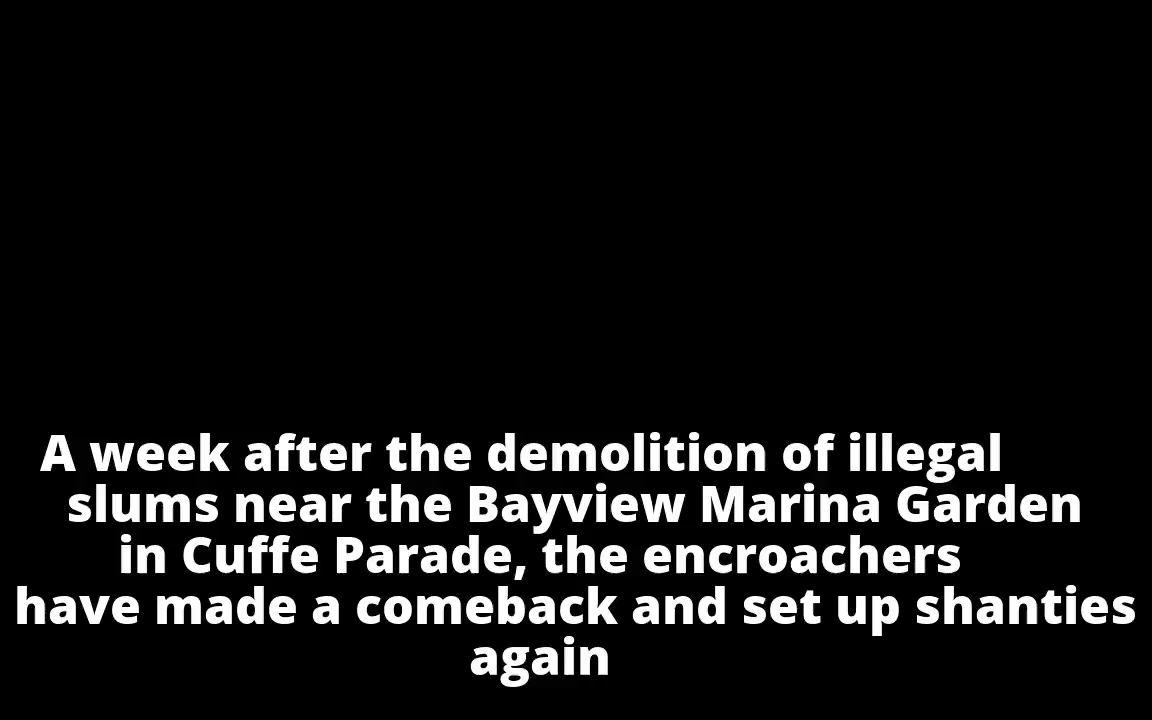 A week after the demolition of illegal
slums near the Bayview Marina Garden
in Cuffe Parade, the encroachers
have made a comeback and set up shanties
again